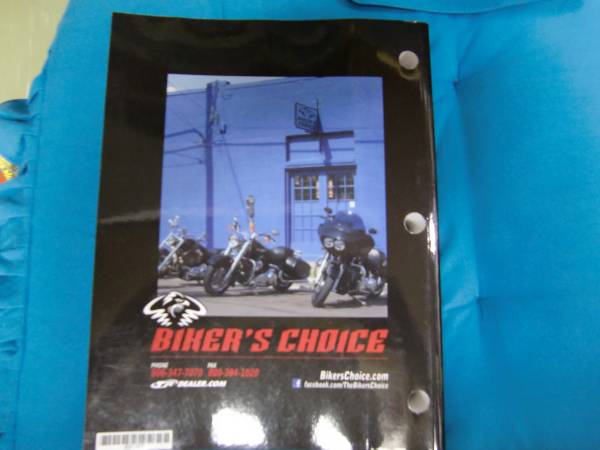 BIKER'S CHOICE
PHONE FAX
BikersChoice.com
DEALER.COM facebook.com/TheBikersChoice